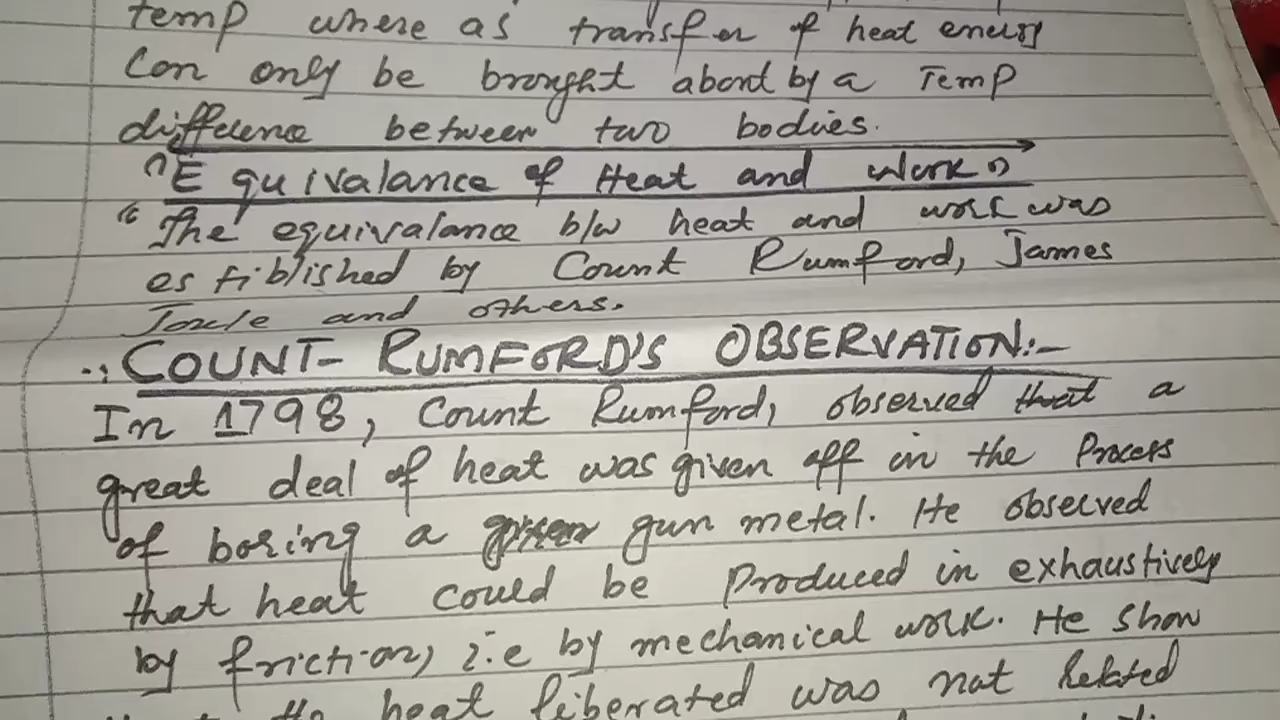 temp where as transfer of heat energy
Can only be brought about by a Temp
difference between two bodies.
"Equivalance of Heat and Work"
"The equivalance b/w heat and work was
estiblished by Count Rumford, James
Joule and others.
COUNT- RUMFORD'S OBSERVATION:-
In 1798, Count Rumford, observed that a
great deal of heat was given off in the Process
of boring a gun metal. He observed
that heat could be Produced in exhaustively
by friction, i.e by mechanical work. He show
heat liberated was not related